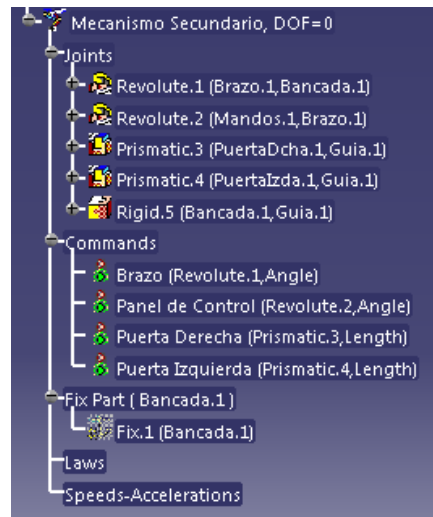 Mecanismo Secundario, DOF=0
Joints
Revolute.1 (Brazo.1,Bancada.1)
Revolute.2 (Mandos.1,Brazo.1)
Prismatic.3 (PuertaDcha.1,Guia.1)
Prismatic.4 (PuertaIzda.1,Guia.1)
Rigid.5 (Bancada.1,Guia.1)
Commands
Brazo (Revolute.1,Angle)
Panel de Control (Revolute.2,Angle)
Puerta Derecha (Prismatic.3,Length)
Puerta Izquierda (Prismatic.4,Length)
Fix Part ( Bancada.1 )
Fix.1 (Bancada.1)
Laws
Speeds-Accelerations